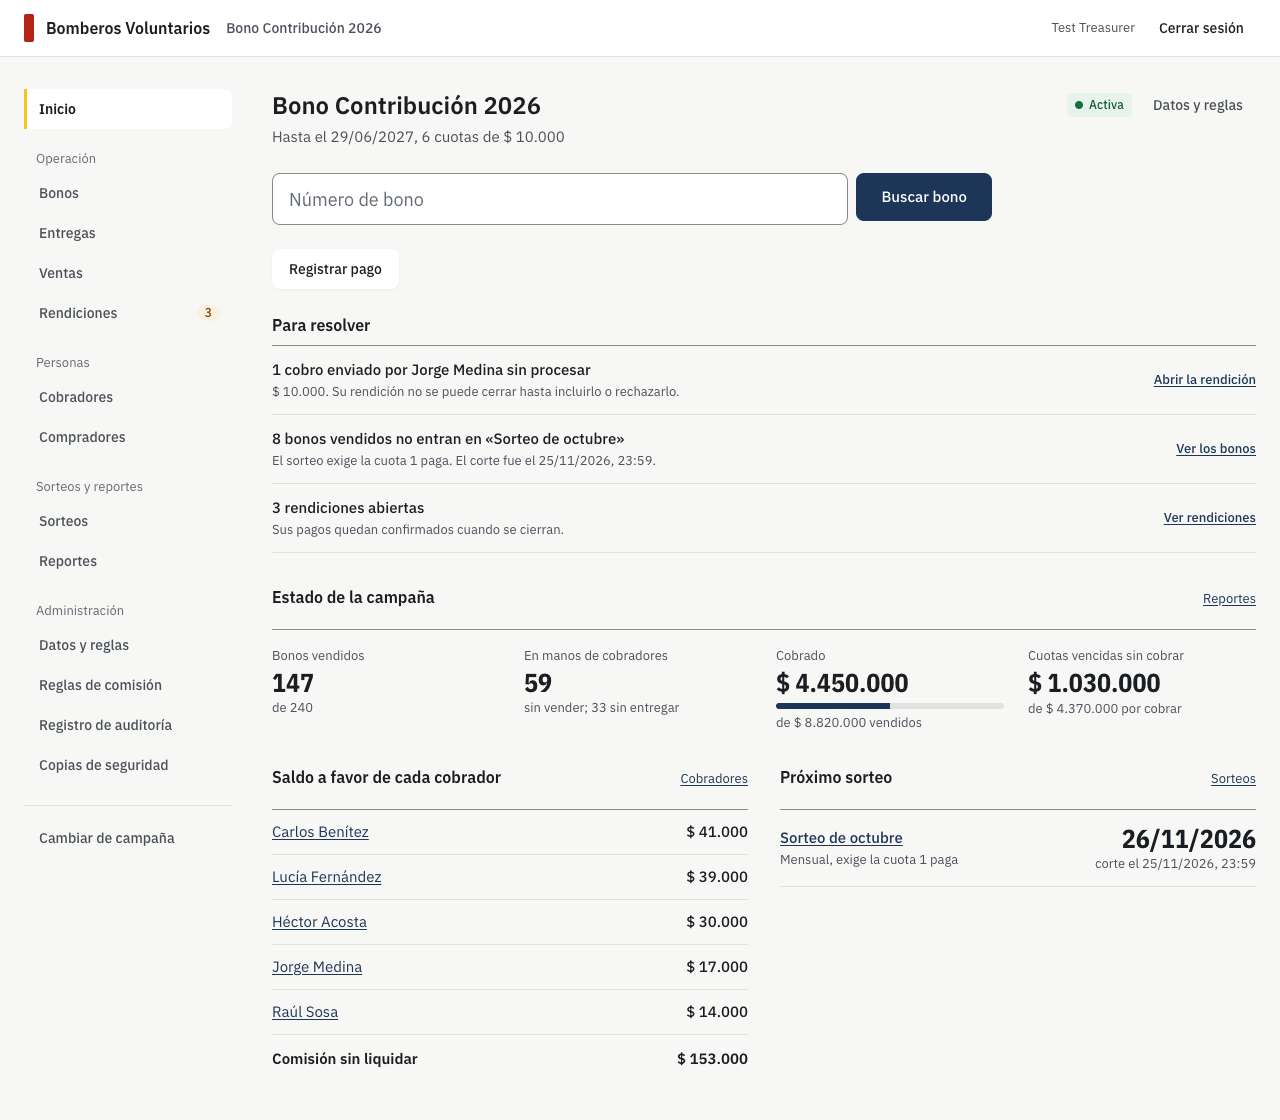 Bomberos Voluntarios
Bono Contribución 2026
Test Treasurer
Cerrar sesión
Inicio
Operación
Bonos
Entregas
Ventas
Rendiciones 3
Personas
Cobradores
Compradores
Sorteos y reportes
Sorteos
Reportes
Administración
Datos y reglas
Reglas de comisión
Registro de auditoría
Copias de seguridad
Cambiar de campaña
Bono Contribución 2026
Activa
Datos y reglas
Hasta el 29/06/2027, 6 cuotas de $ 10.000
Número de bono
Buscar bono
Registrar pago
Para resolver
1 cobro enviado por Jorge Medina sin procesar
$ 10.000. Su rendición no se puede cerrar hasta incluirlo o rechazarlo.
Abrir la rendición
8 bonos vendidos no entran en «Sorteo de octubre»
El sorteo exige la cuota 1 paga. El corte fue el 25/11/2026, 23:59.
Ver los bonos
3 rendiciones abiertas
Sus pagos quedan confirmados cuando se cierran.
Ver rendiciones
Estado de la campaña
Reportes
Bonos vendidos
147
de 240
En manos de cobradores
59
sin vender; 33 sin entregar
Cobrado
$ 4.450.000
de $ 8.820.000 vendidos
Cuotas vencidas sin cobrar
$ 1.030.000
de $ 4.370.000 por cobrar
Saldo a favor de cada cobrador
Cobradores
Carlos Benítez $ 41.000
Lucía Fernández $ 39.000
Héctor Acosta $ 30.000
Jorge Medina $ 17.000
Raúl Sosa $ 14.000
Comisión sin liquidar $ 153.000
Próximo sorteo
Sorteos
Sorteo de octubre
Mensual, exige la cuota 1 paga
26/11/2026
corte el 25/11/2026, 23:59